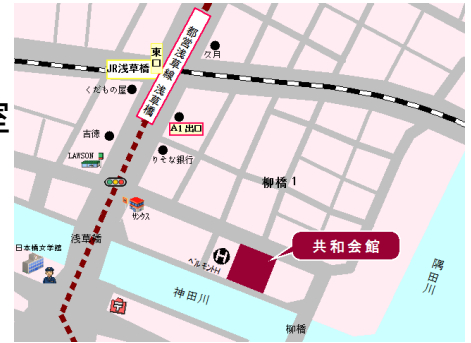 都営浅草線 浅草橋
東口
久月
JR浅草橋
くだもの屋
A1出口
吉徳
りそな銀行
LAWSON
柳橋1
サンクス
室
共和会館
浅草橋
日本橋文学館
H
ベルモントH
神田川
隅田川
柳橋
〒